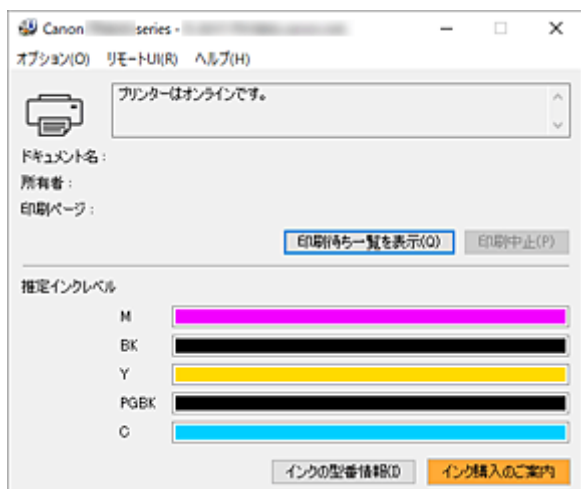 Canon series -
オプション(O) リモートUI(R) ヘルプ(H)
プリンターはオンラインです。
ドキュメント名：
所有者：
印刷ページ：
印刷待ち一覧を表示(Q) 印刷中止(P)
推定インクレベル
M
BK
Y
PGBK
C
インクの型番情報(I) インク購入のご案内